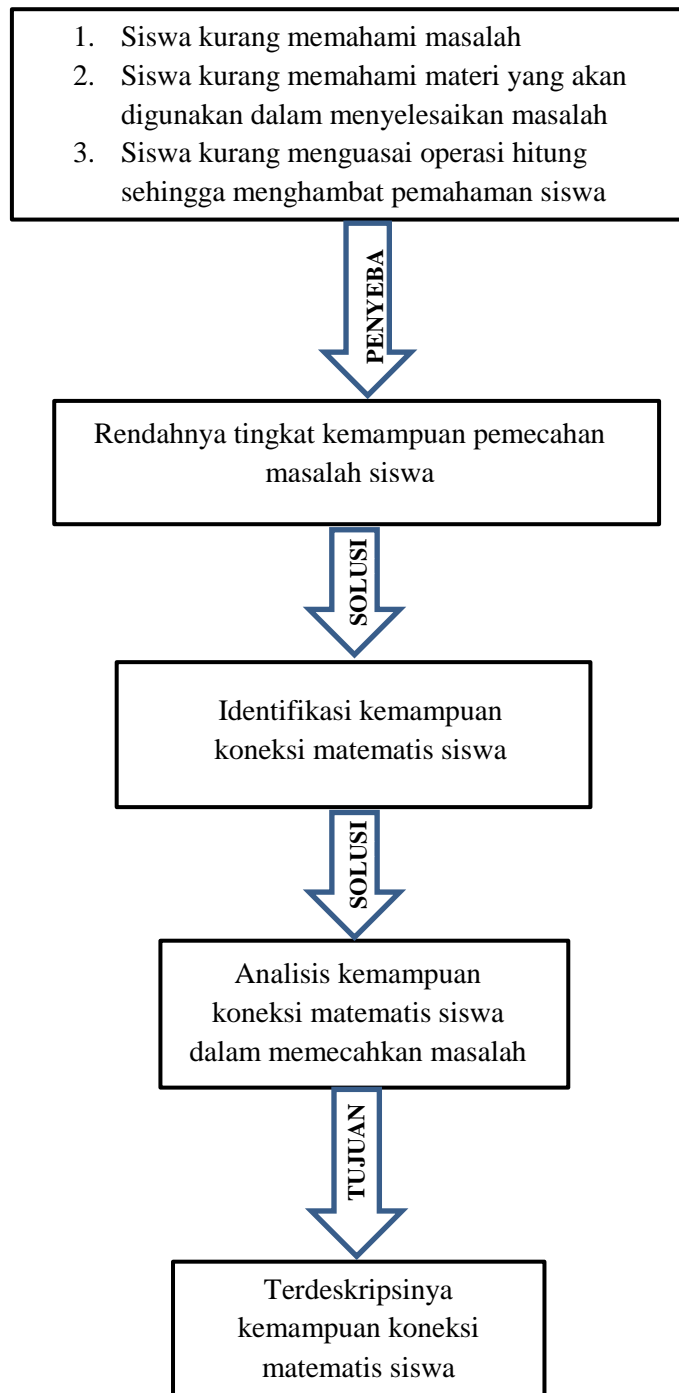 1. Siswa kurang memahami masalah
2. Siswa kurang memahami materi yang akan
digunakan dalam menyelesaikan masalah
3. Siswa kurang menguasai operasi hitung
sehingga menghambat pemahaman siswa
PENYEBA
Rendahnya tingkat kemampuan pemecahan
masalah siswa
SOLUSI
Identifikasi kemampuan
koneksi matematis siswa
SOLUSI
Analisis kemampuan
koneksi matematis siswa
dalam memecahkan masalah
TUJUAN
Terdeskripsinya
kemampuan koneksi
matematis siswa